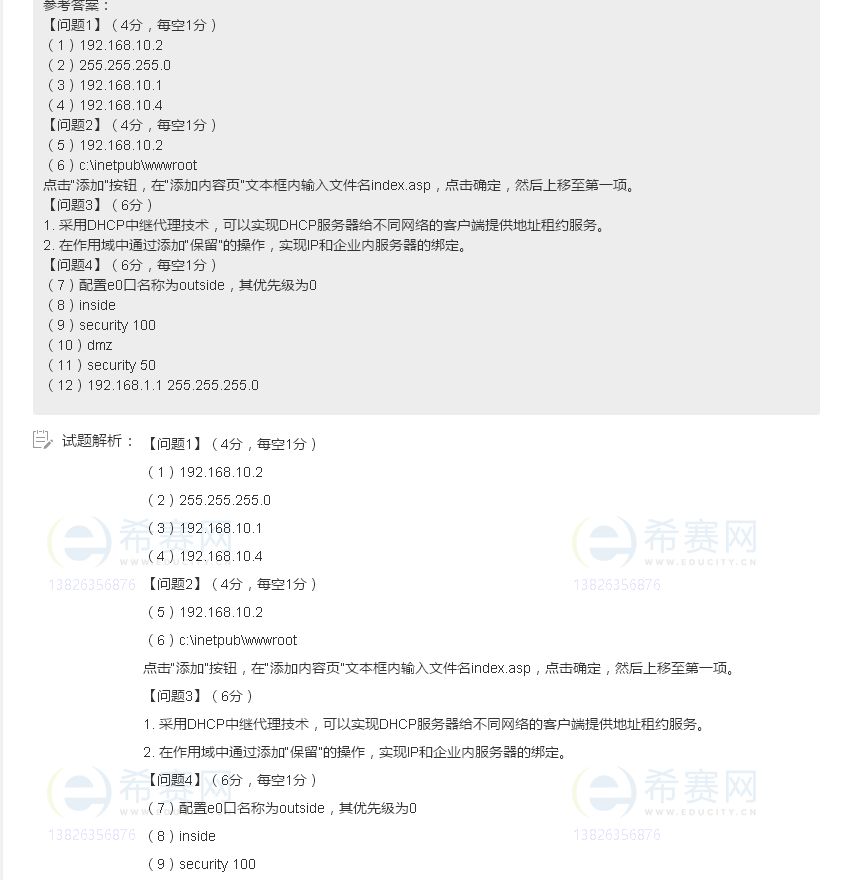 参考答案：
【问题1】（4分，每空1分）
（1）192.168.10.2
（2）255.255.255.0
（3）192.168.10.1
（4）192.168.10.4
【问题2】（4分，每空1分）
（5）192.168.10.2
（6）c:\inetpub\wwwroot
点击"添加"按钮，在"添加内容页"文本框内输入文件名index.asp，点击确定，然后上移至第一项。
【问题3】（6分）
1. 采用DHCP中继代理技术，可以实现DHCP服务器给不同网络的客户端提供地址租约服务。
2. 在作用域中通过添加"保留"的操作，实现IP和企业内服务器的绑定。
【问题4】（6分，每空1分）
（7）配置e0口名称为outside，其优先级为0
（8）inside
（9）security 100
（10）dmz
（11）security 50
（12）192.168.1.1 255.255.255.0
试题解析：
【问题1】（4分，每空1分）
（1）192.168.10.2
（2）255.255.255.0
（3）192.168.10.1
（4）192.168.10.4
【问题2】（4分，每空1分）
（5）192.168.10.2
（6）c:\inetpub\wwwroot
点击"添加"按钮，在"添加内容页"文本框内输入文件名index.asp，点击确定，然后上移至第一项。
【问题3】（6分）
1. 采用DHCP中继代理技术，可以实现DHCP服务器给不同网络的客户端提供地址租约服务。
2. 在作用域中通过添加"保留"的操作，实现IP和企业内服务器的绑定。
【问题4】（6分，每空1分）
（7）配置e0口名称为outside，其优先级为0
（8）inside
（9）security 100
希赛网
WWW.EDUCITY.CN
13826356876
希赛网
WWW.EDUCITY.CN
13826356876
希赛网
WWW.EDUCITY.CN
13826356876
希赛网
WWW.EDUCITY.CN
13826356876